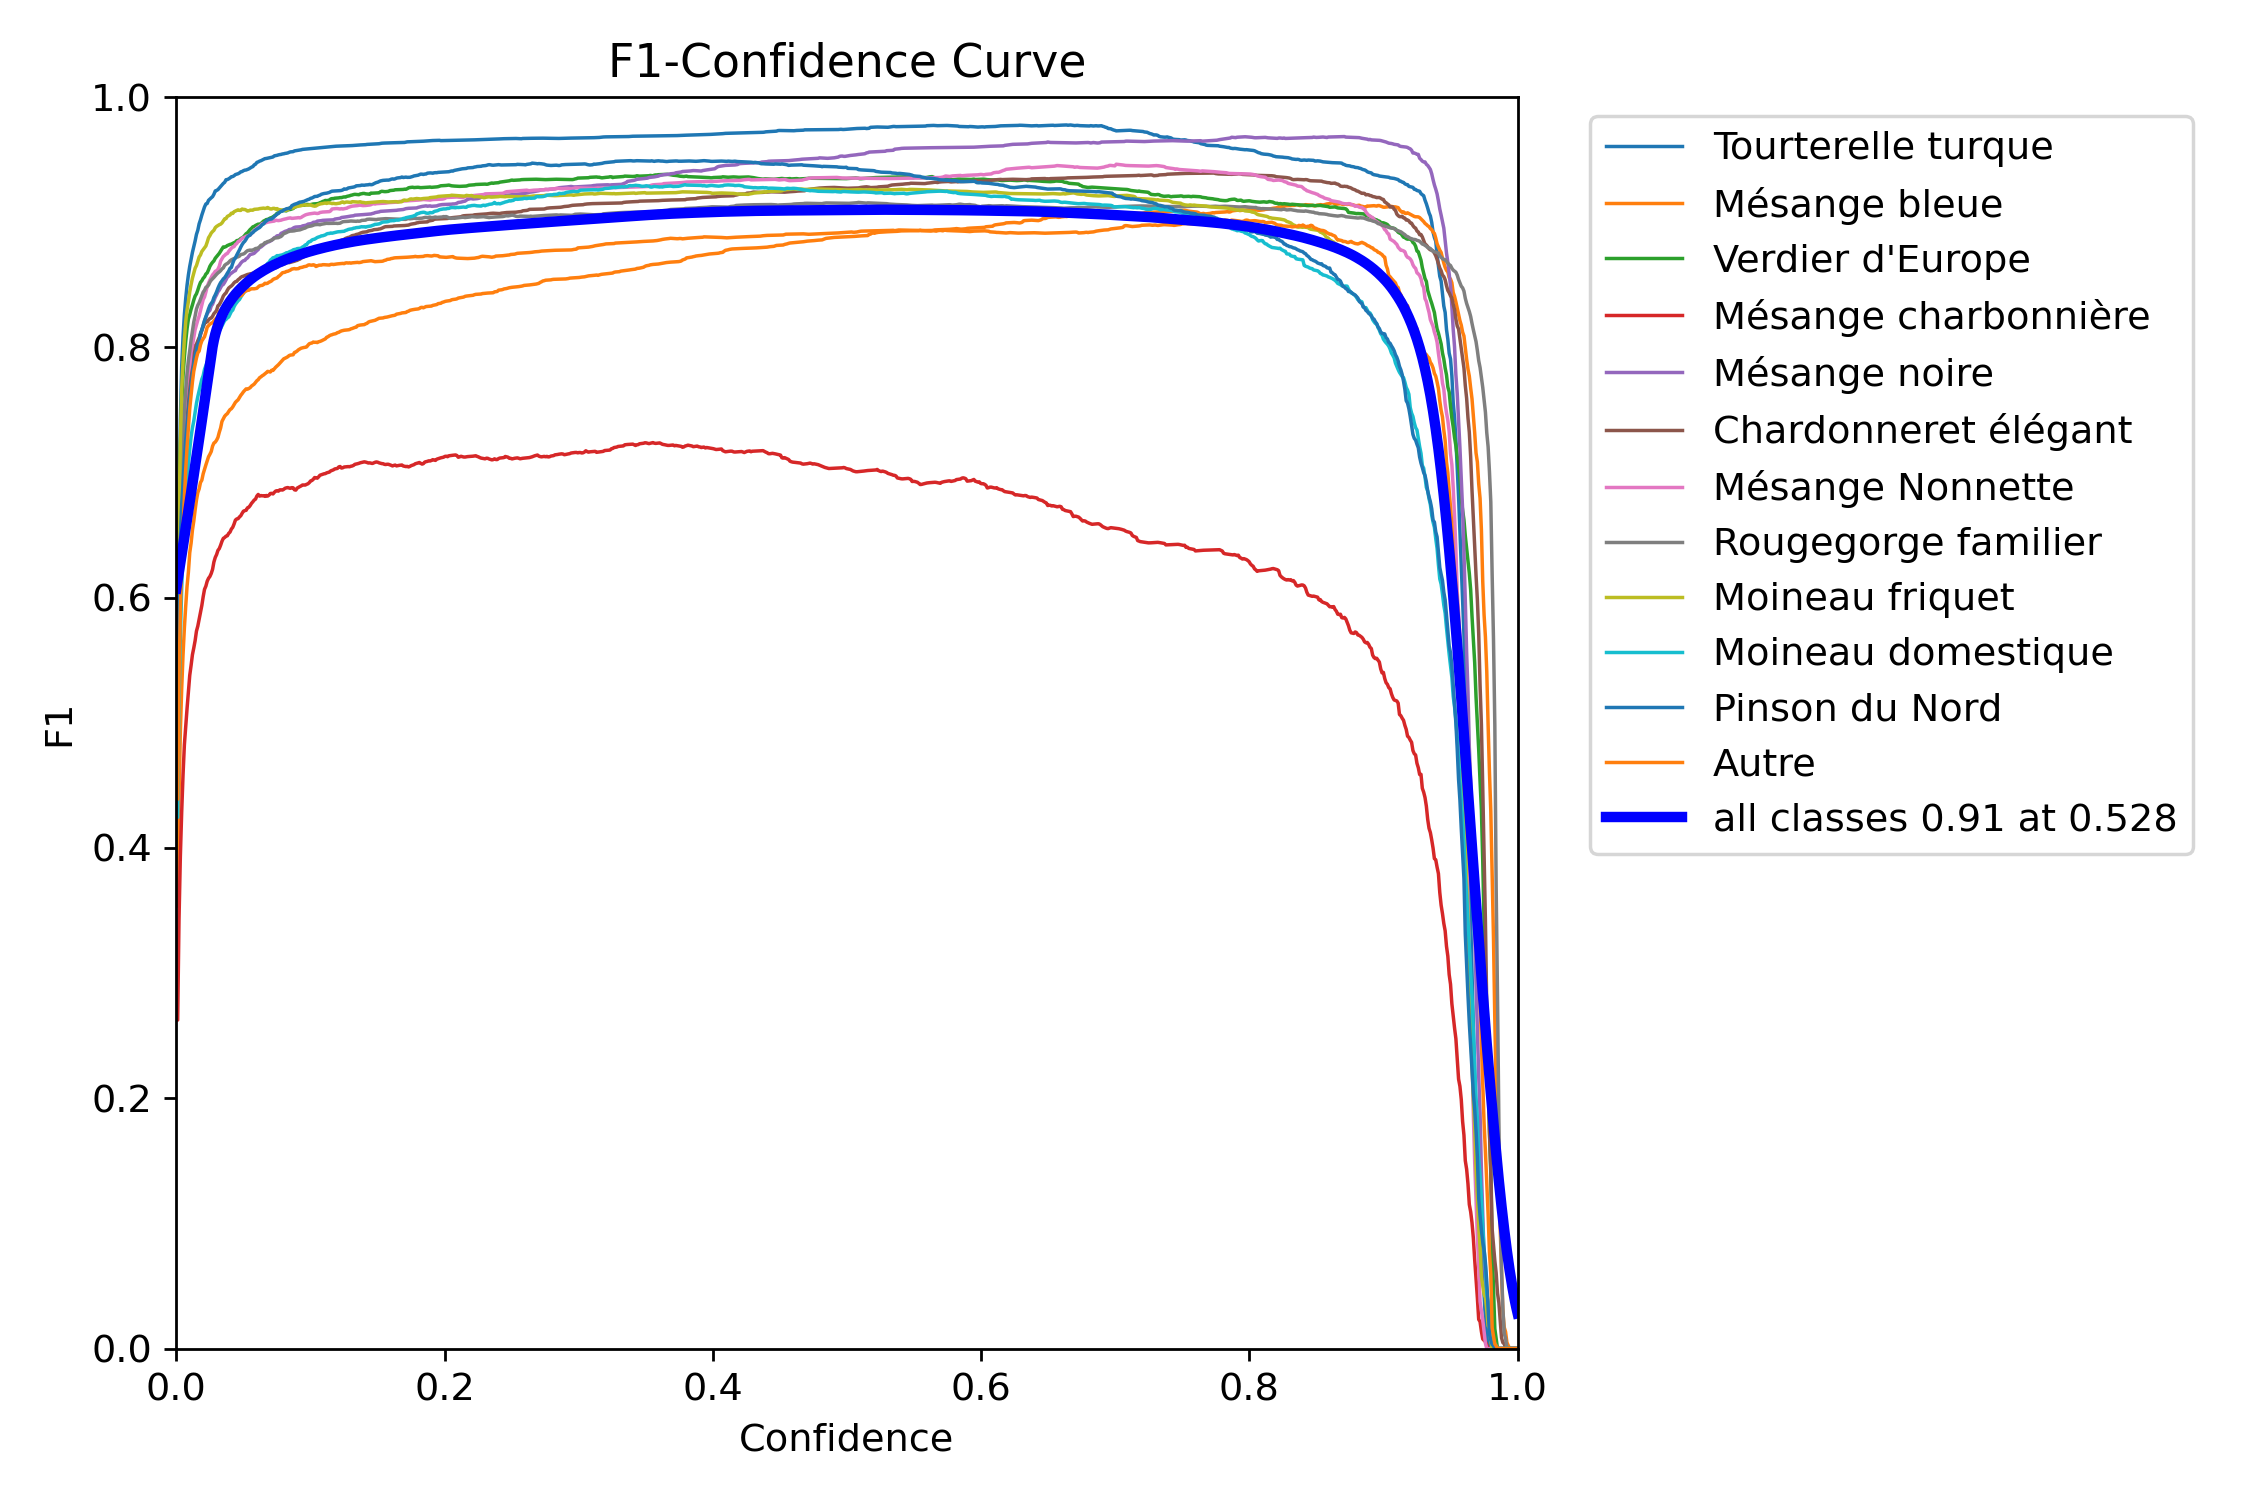 F1-Confidence Curve
1.0
0.8
0.6
0.4
0.2
0.0
F1
0.0 0.2 0.4 0.6 0.8 1.0
Confidence
Tourterelle turque
Mésange bleue
Verdier d'Europe
Mésange charbonnière
Mésange noire
Chardonneret élégant
Mésange Nonnette
Rougegorge familier
Moineau friquet
Moineau domestique
Pinson du Nord
Autre
all classes 0.91 at 0.528